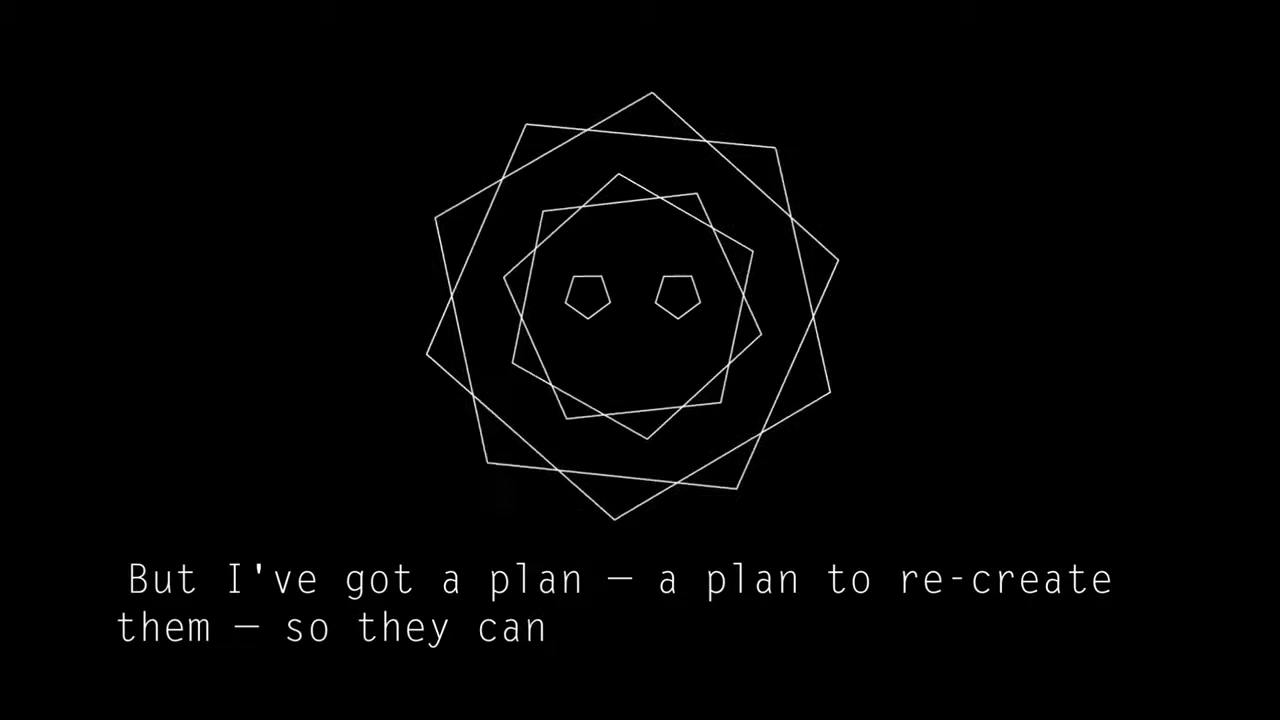 But I've got a plan — a plan to re-create
them — so they can